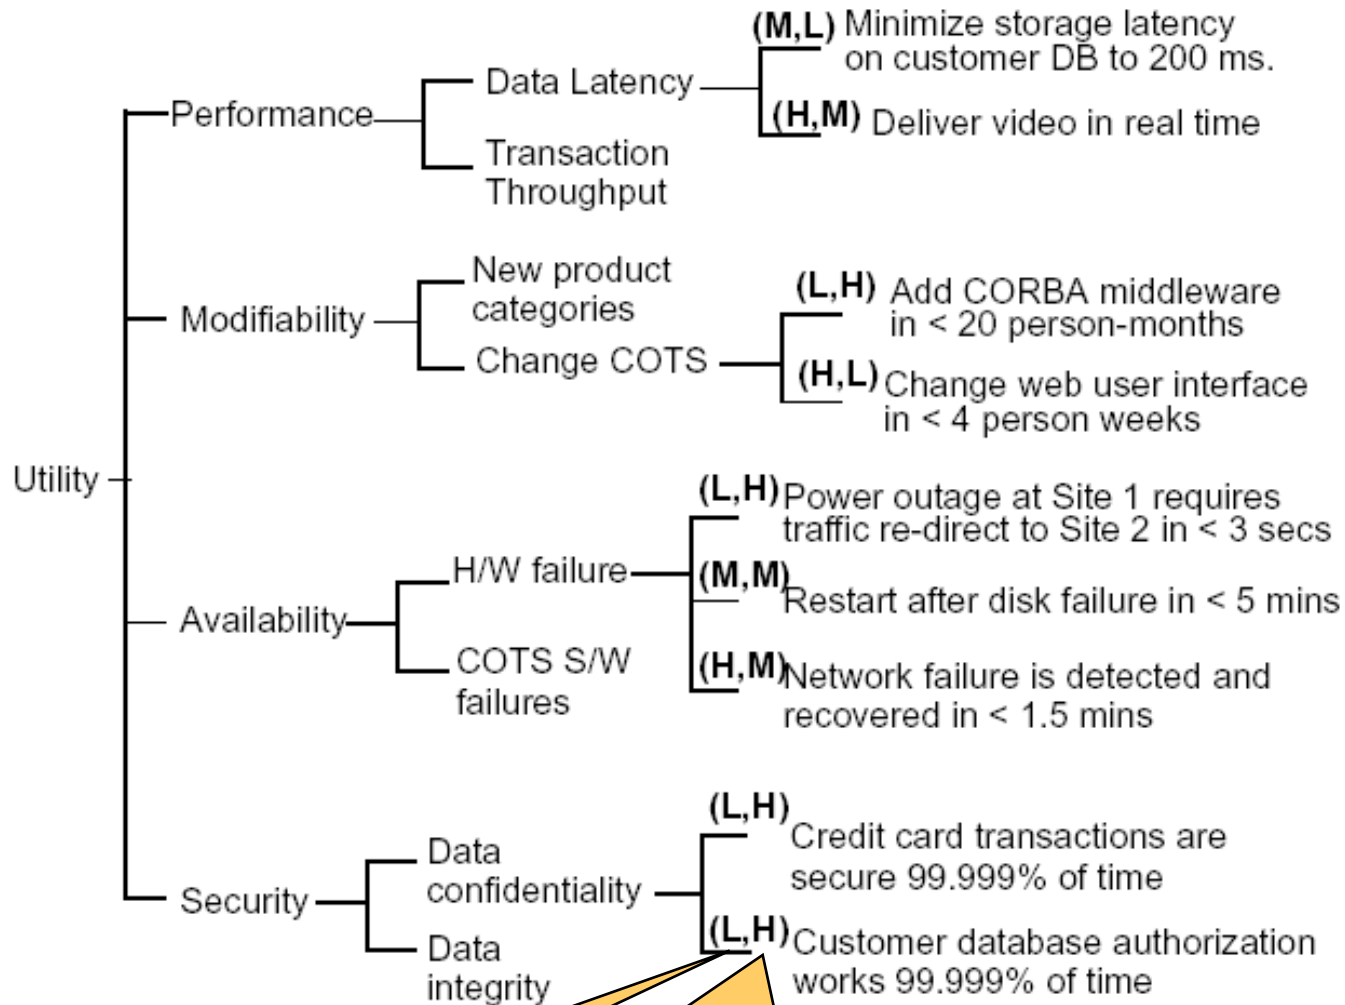 Utility
Performance
Data Latency
(M,L) Minimize storage latency
on customer DB to 200 ms.
(H,M) Deliver video in real time
Transaction
Throughput
Modifiability
New product
categories
Change COTS
(L,H) Add CORBA middleware
in < 20 person-months
(H,L) Change web user interface
in < 4 person weeks
Availability
H/W failure
(L,H) Power outage at Site 1 requires
traffic re-direct to Site 2 in < 3 secs
(M,M) Restart after disk failure in < 5 mins
(H,M) Network failure is detected and
recovered in < 1.5 mins
COTS S/W
failures
Security
Data
confidentiality
(L,H) Credit card transactions are
secure 99.999% of time
(L,H) Customer database authorization
works 99.999% of time
Data
integrity